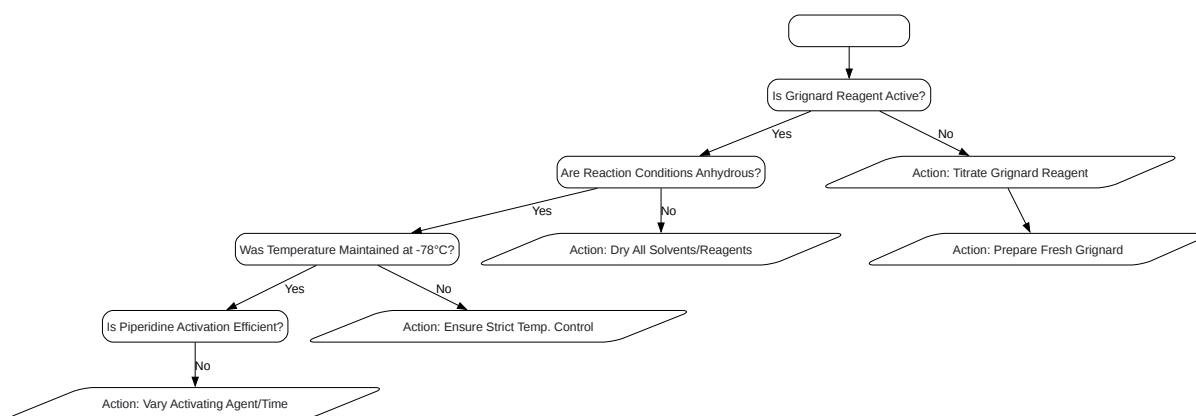 Is Grignard Reagent Active?
Yes
No
Are Reaction Conditions Anhydrous?
Action: Titrate Grignard Reagent
Yes
No
Was Temperature Maintained at -78°C?
Action: Dry All Solvents/Reagents
Action: Prepare Fresh Grignard
Yes
No
Is Piperidine Activation Efficient?
Action: Ensure Strict Temp. Control
No
Action: Vary Activating Agent/Time